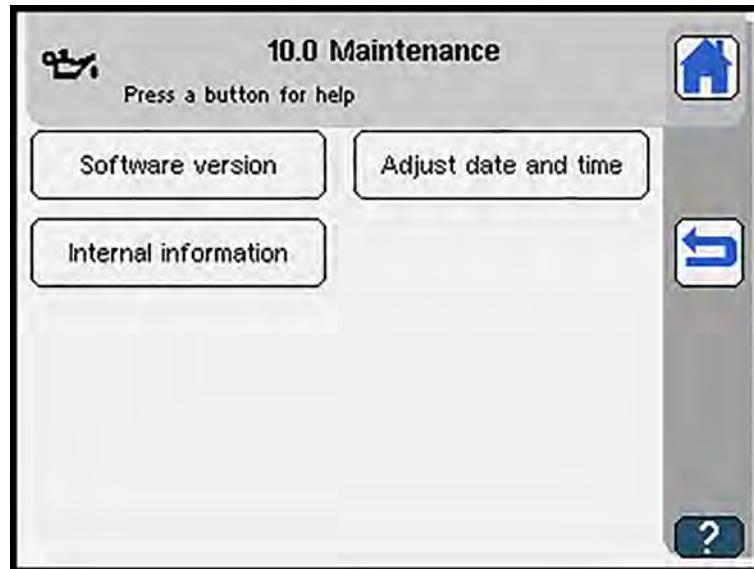 10.0 Maintenance
Press a button for help
Software version
Adjust date and time
Internal information
?